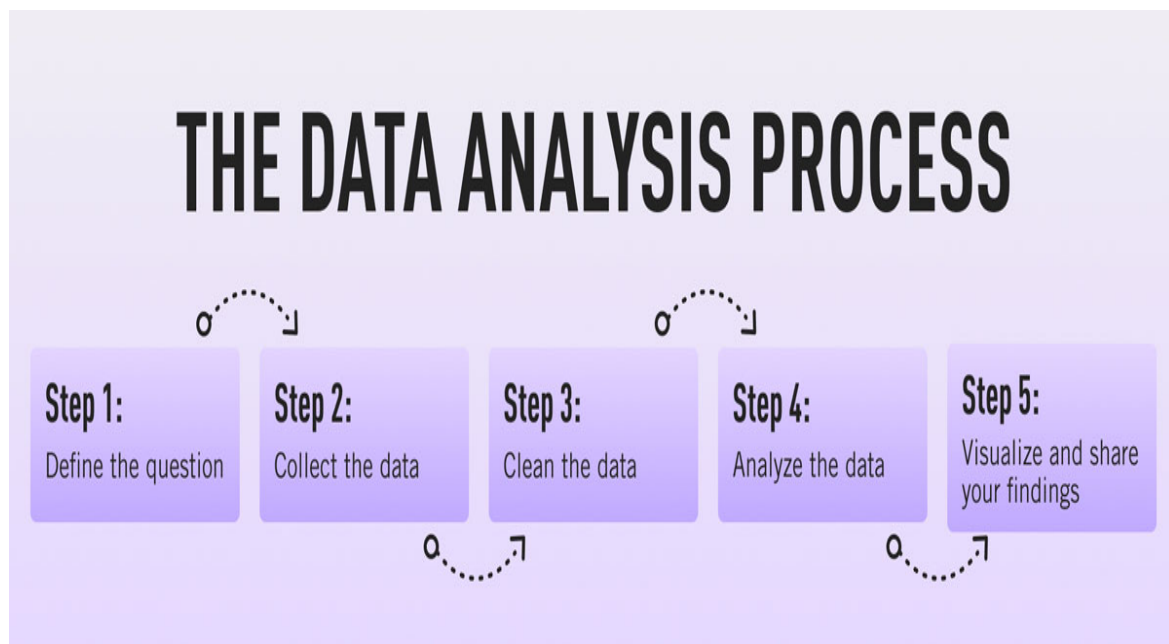 THE DATA ANALYSIS PROCESS
Step 1:
Define the question
Step 2:
Collect the data
Step 3:
Clean the data
Step 4:
Analyze the data
Step 5:
Visualize and share
your findings